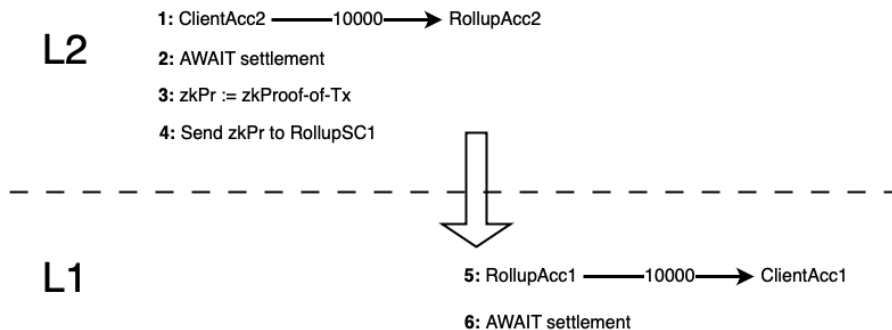 L2
1: ClientAcc2 10000 RollupAcc2
2: AWAIT settlement
3: zkPr := zkProof-of-Tx
4: Send zkPr to RollupSC1
L1
5: RollupAcc1 10000 ClientAcc1
6: AWAIT settlement